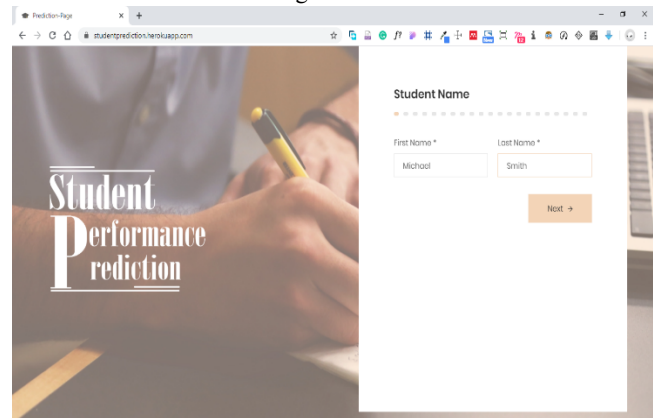 Prediction-Page
studentprediction.herokuapp.com
Student Name
First Name *
Last Name *
Michael
Smith
Next →
Student
Performance
Prediction